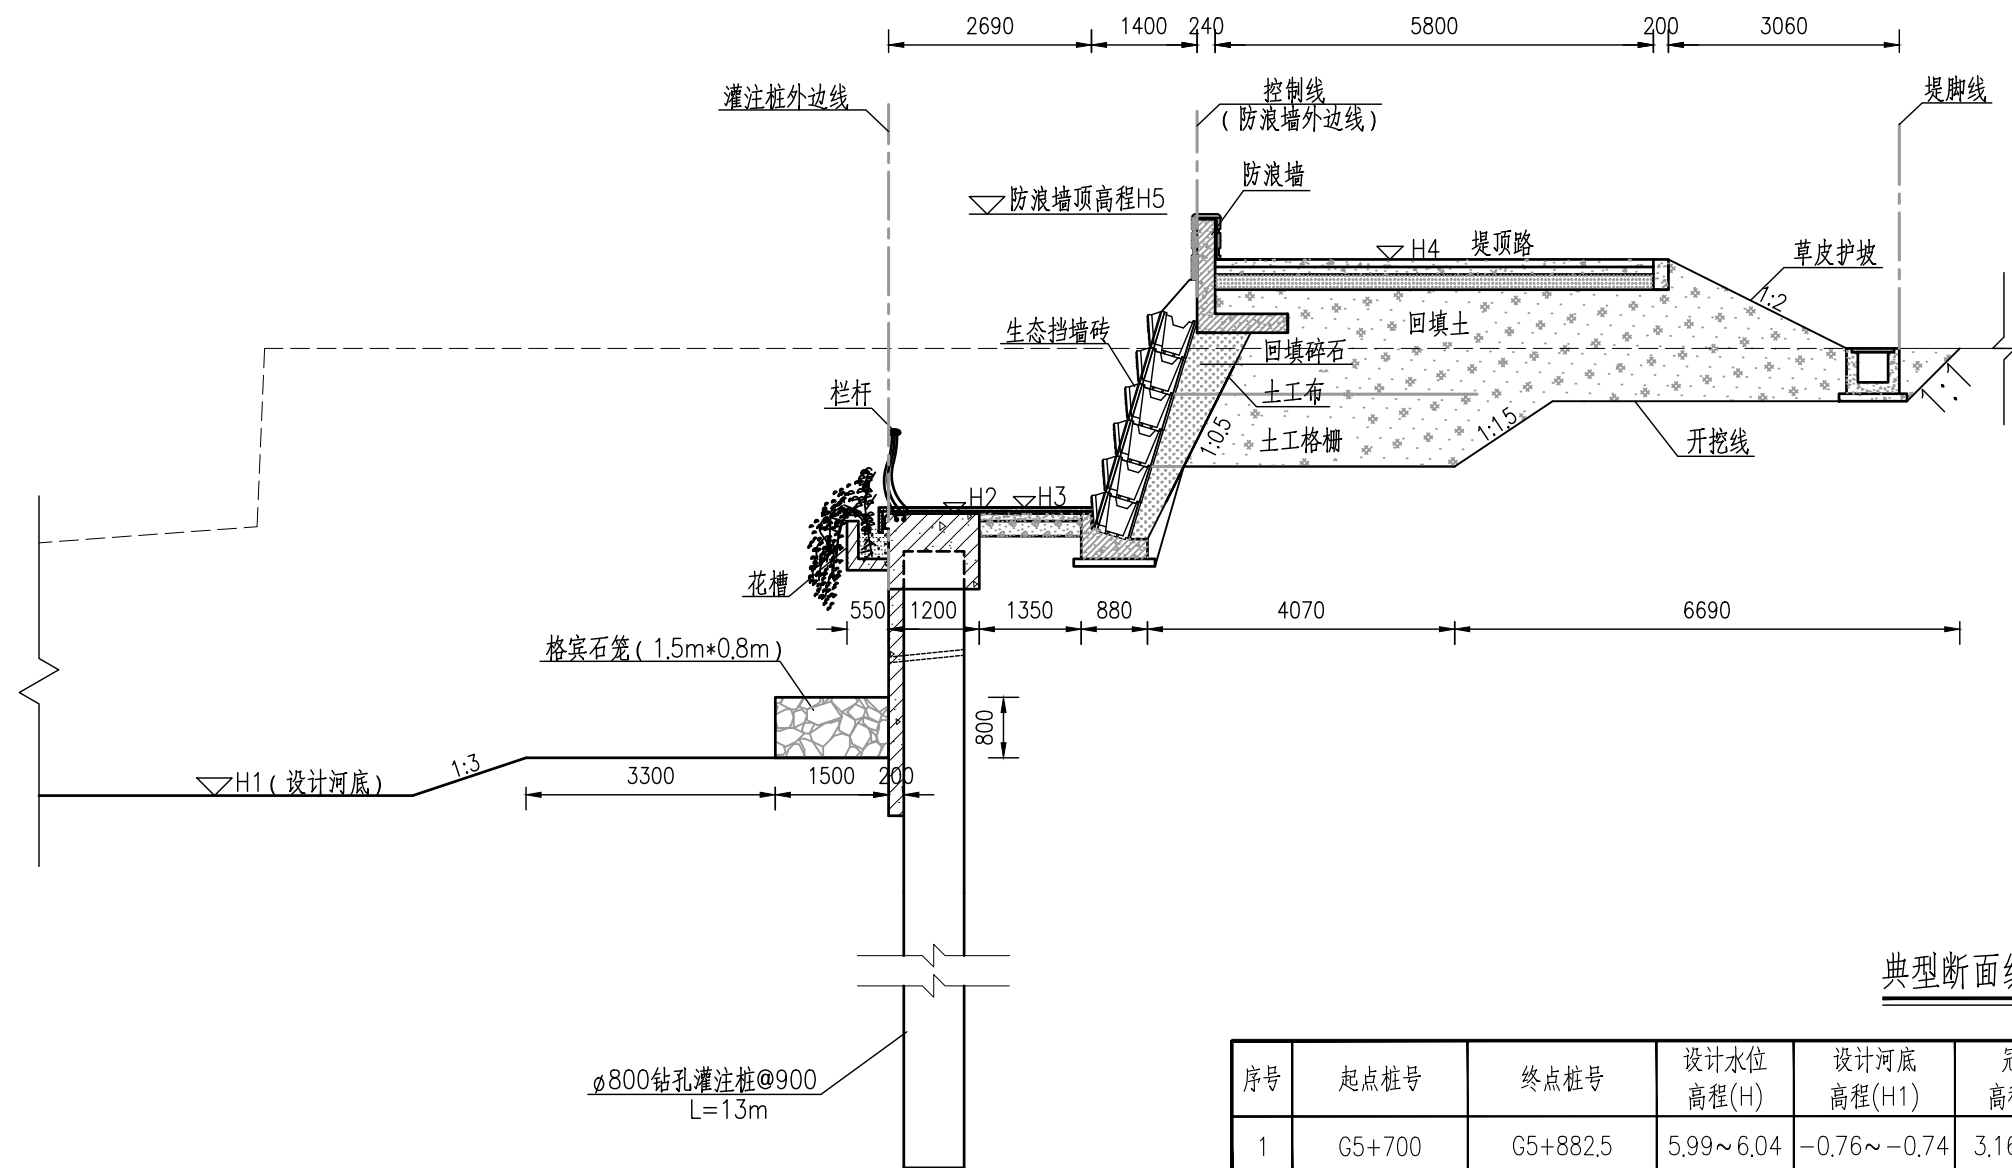 2690 1400 240 5800 200 3060
灌注桩外边线
控制线
(防浪墙外边线)
堤脚线
防浪墙
防浪墙顶高程H5
H4 堤顶路
草皮护坡
1:2
生态挡墙砖
回填土
回填碎石
土工布
栏杆
1:0.5
土工格栅
1:1.5
开挖线
1:1
H2 H3
花槽
550 1200 1350 880 4070 6690
格宾石笼(1.5m*0.8m)
800
1:3
H1(设计河底)
3300 1500 200
典型断面
ϕ800钻孔灌注桩@900
L=13m
序号 起点桩号 终点桩号 设计水位 设计河底
高程(H) 高程(H1)
1 G5+700 G5+882.5 5.99~6.04 -0.76~-0.74 3.16